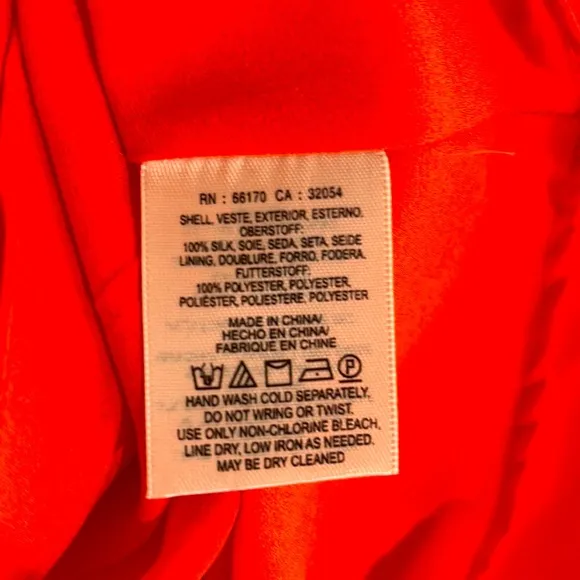 RN : 66170 CA : 32054
SHELL, VESTE, EXTERIOR, ESTERNO,
OBERSTOFF:
100% SILK, SOIE, SEDA, SETA, SEIDE
LINING, DOUBLURE, FORRO, FODERA,
FUTTERSTOFF:
100% POLYESTER, POLYESTER,
POLIÉSTER, POLIESTERE, POLYESTER
MADE IN CHINA/
HECHO EN CHINA/
FABRIQUE EN CHINE
P
HAND WASH COLD SEPARATELY.
DO NOT WRING OR TWIST.
USE ONLY NON-CHLORINE BLEACH.
LINE DRY, LOW IRON AS NEEDED.
MAY BE DRY CLEANED